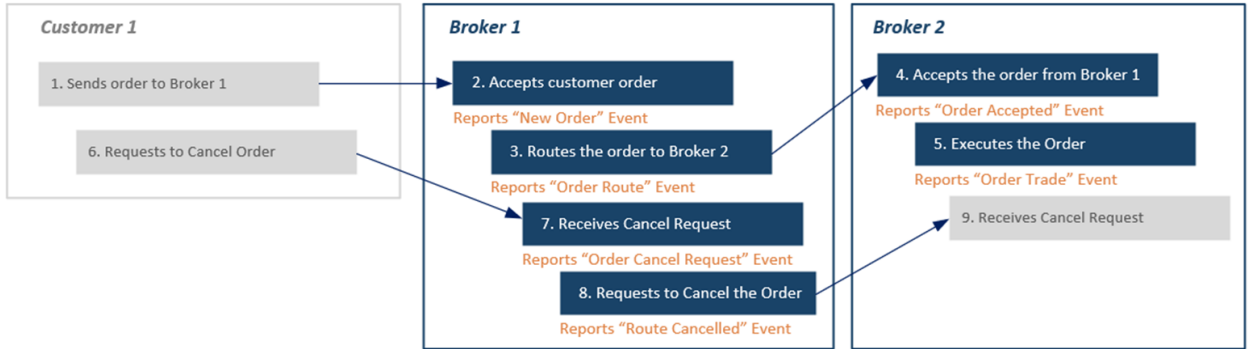 Customer 1
1. Sends order to Broker 1
6. Requests to Cancel Order
Broker 1
2. Accepts customer order
Reports “New Order” Event
3. Routes the order to Broker 2
Reports “Order Route” Event
7. Receives Cancel Request
Reports “Order Cancel Request” Event
8. Requests to Cancel the Order
Reports “Route Cancelled” Event
Broker 2
4. Accepts the order from Broker 1
Reports “Order Accepted” Event
5. Executes the Order
Reports “Order Trade” Event
9. Receives Cancel Request